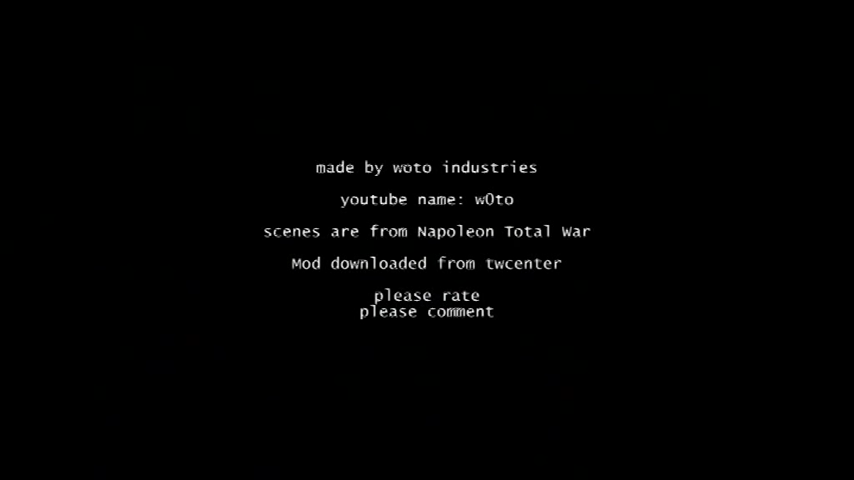 made by woto industries
youtube name: w0to
scenes are from Napoleon Total War
Mod downloaded from twcenter
please rate
please comment